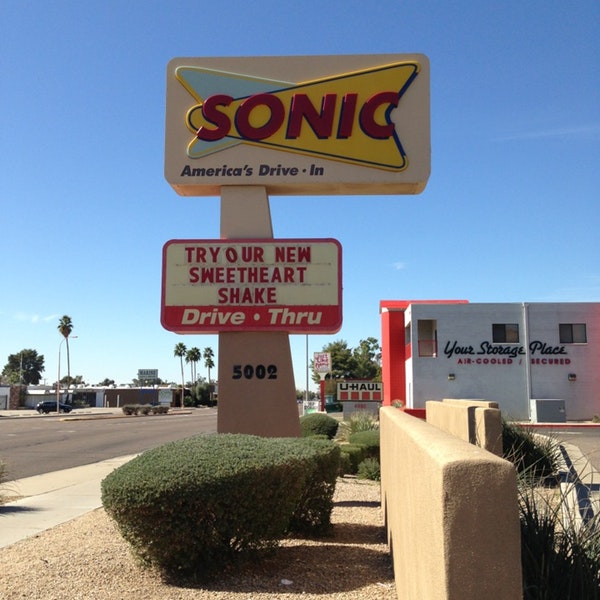 SONIC
America's Drive-In
TRY OUR NEW
SWEETHEART
SHAKE
Drive • Thru
5002
Your Storage Place
AIR-COOLED / SECURED
U-HAUL